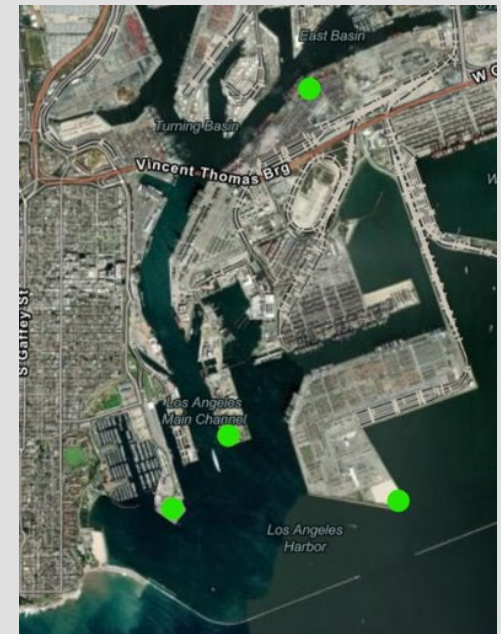 East Basin
W O
Turning Basin
Vincent Thomas Brg
W
S Gaffey St
Los Angeles
Main Channel
Los Angeles
Harbor